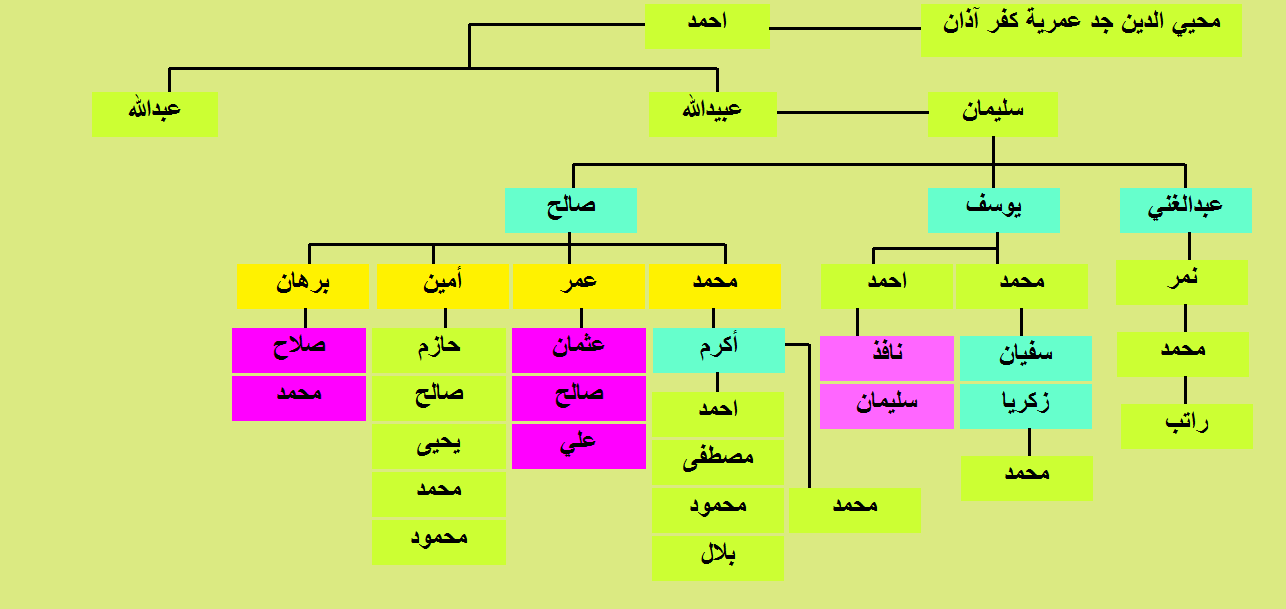 محيي الدين جد عمرية كفر آذان
احمد
سليمان
عبيدالله
عبدالله
عبدالغني
يوسف
صالح
نمر
محمد
احمد
محمد
عمر
أمين
برهان
محمد
سفيان
نافذ
أكرم
عثمان
حازم
صلاح
راتب
زكريا
سليمان
احمد
صالح
صالح
محمد
محمد
مصطفى
علي
يحيى
محمد
محمود
محمد
بلال
محمود